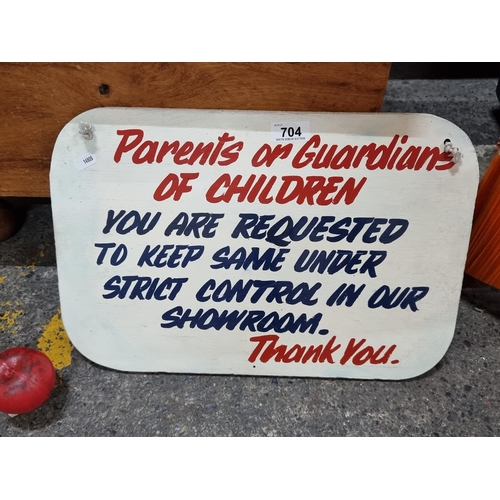 704
Parents or Guardians
OF CHILDREN
YOU ARE REQUESTED
TO KEEP SAME UNDER
STRICT CONTROL IN OUR
SHOWROOM.
Thank You.